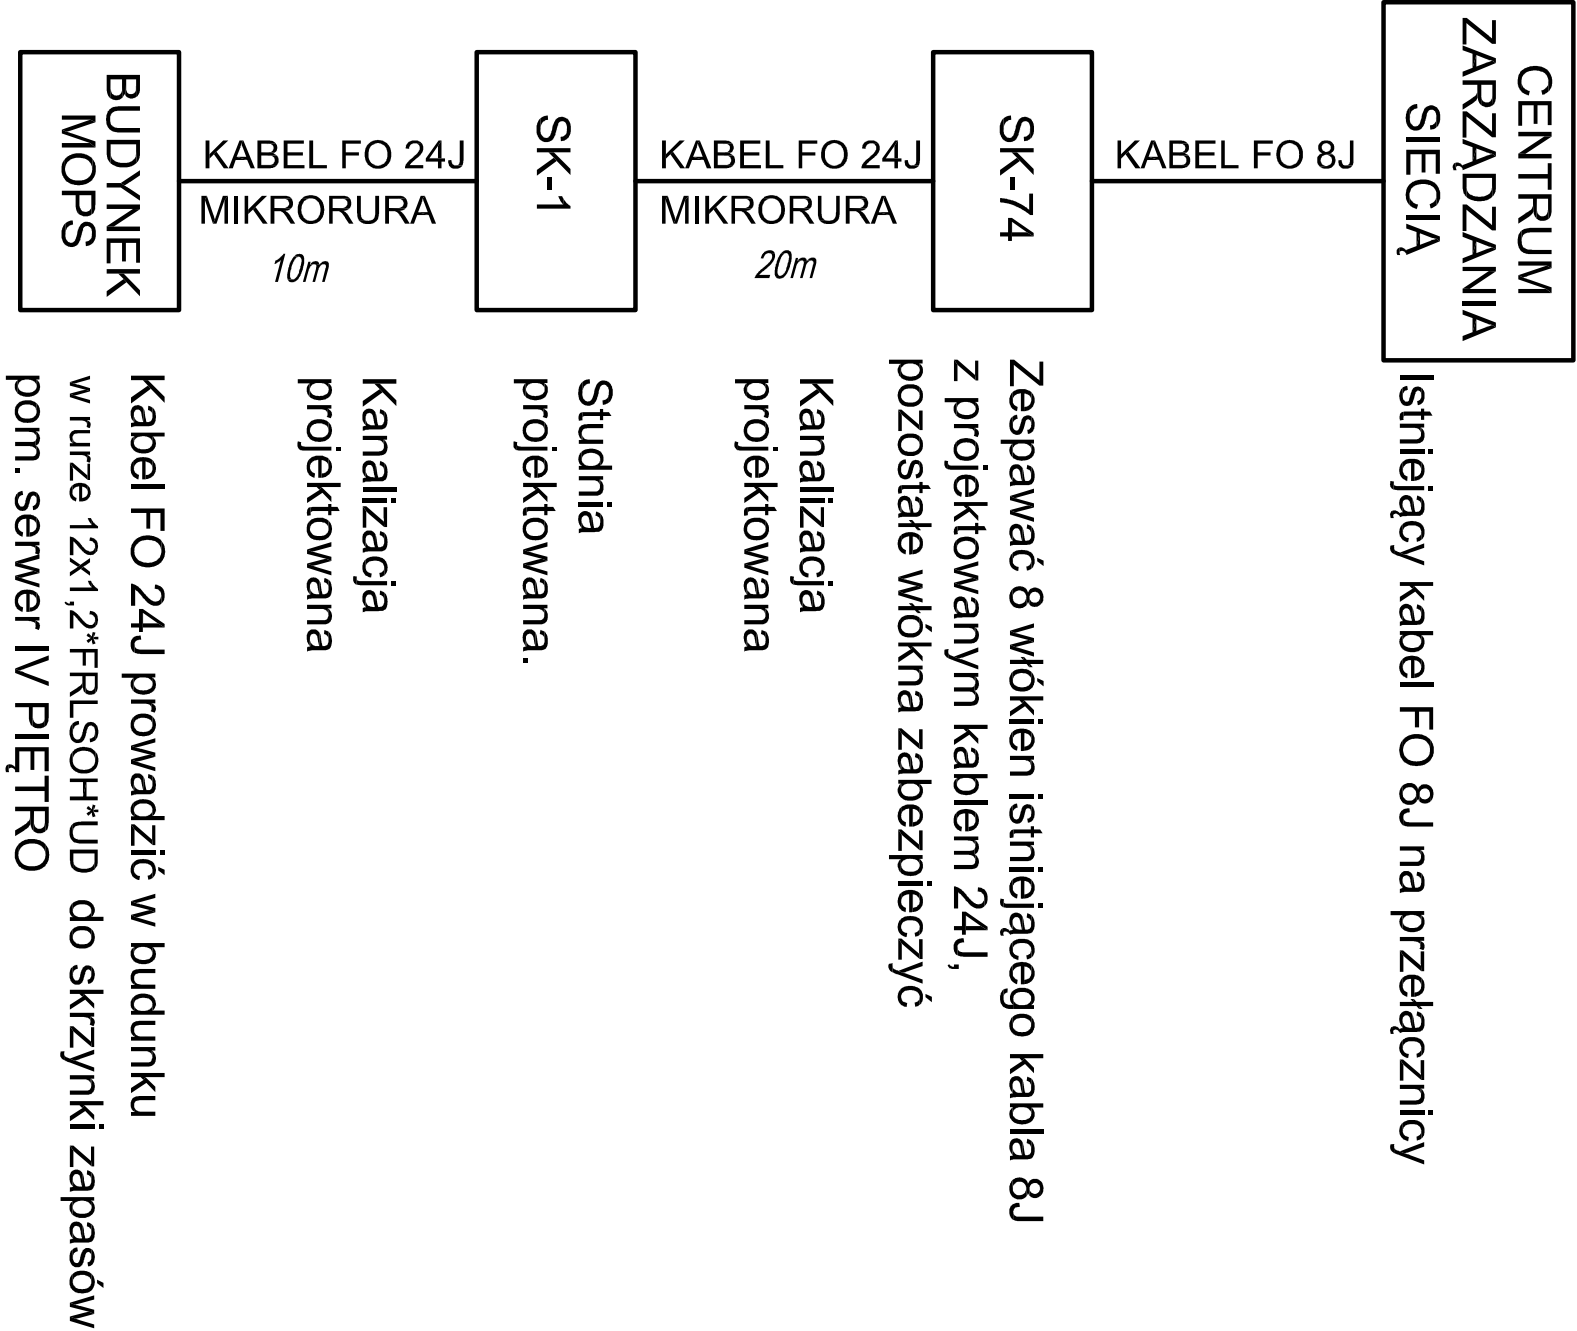 CENTRUM
ZARZĄDZANIA
SIECIĄ
Istniejący kabel FO 8J na przełącznicy
KABEL FO 8J
SK-74
Zespawać 8 włókien istniejącego kabla 8J
z projektowanym kablem 24J,
pozostałe włókna zabezpieczyć
KABEL FO 24J
MIKRORURA
20m
Kanalizacja
projektowana
SK-1
Studnia
projektowana.
KABEL FO 24J
MIKRORURA
10m
Kanalizacja
projektowana
BUDYNEK
MOPS
Kabel FO 24J prowadzić w budunku
w rurze 12x1,2*FRLSOH*UD do skrzynki zapasów
pom. serwer IV PIĘTRO